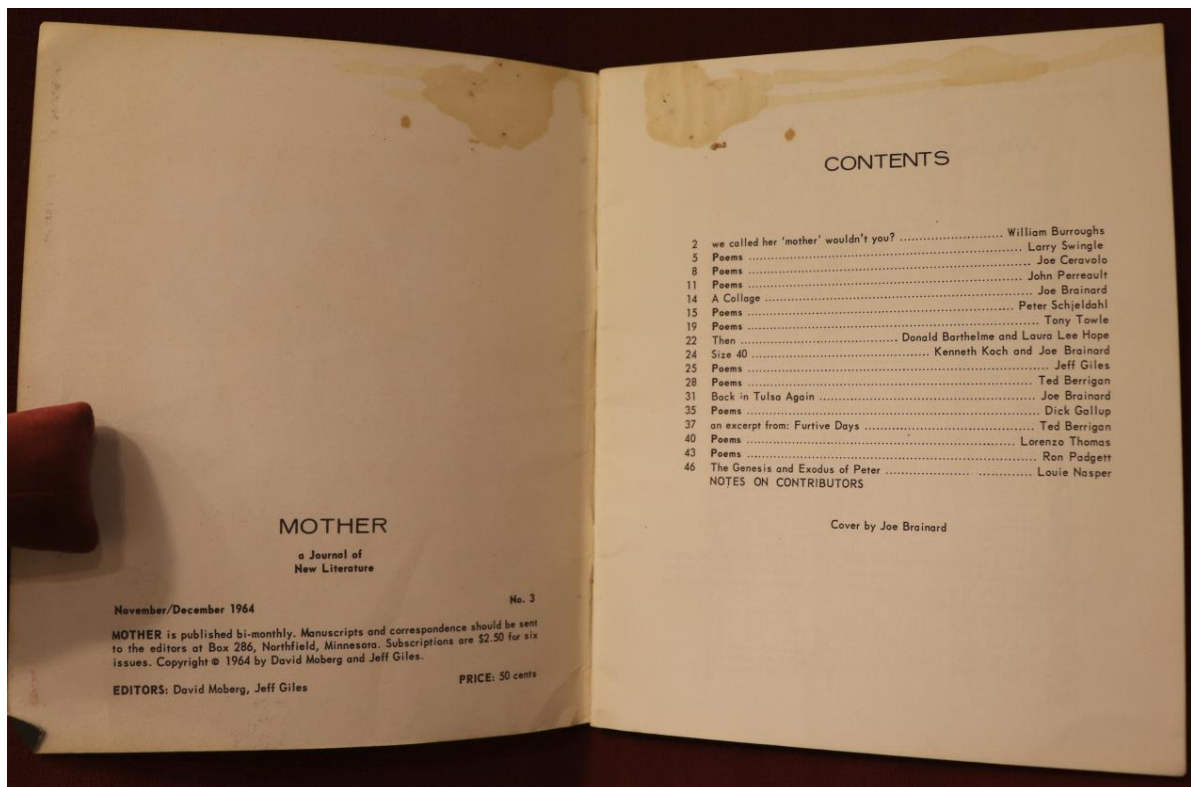 MOTHER
a Journal of
New Literature
November/December 1964 No. 3
MOTHER is published bi-monthly. Manuscripts and correspondence should be sent
to the editors at Box 286, Northfield, Minnesota. Subscriptions are $2.50 for six
issues. Copyright © 1964 by David Moberg and Jeff Giles.
EDITORS: David Moberg, Jeff Giles PRICE: 50 cents
CONTENTS
2 we called her 'mother' wouldn't you? ........................ William Burroughs
5 Poems ........................ Larry Swingle
8 Poems ........................ Joe Ceravolo
11 Poems ........................ John Perreault
14 A Collage ........................ Joe Brainard
15 Poems ........................ Peter Schjeldahl
19 Poems ........................ Tony Towle
22 Then ........................ Donald Barthelme and Laura Lee Hope
24 Size 40 ........................ Kenneth Koch and Joe Brainard
25 Poems ........................ Jeff Giles
28 Poems ........................ Ted Berrigan
31 Back in Tulsa Again ........................ Joe Brainard
35 Poems ........................ Dick Gallup
37 an excerpt from: Furtive Days ........................ Ted Berrigan
40 Poems ........................ Lorenzo Thomas
43 Poems ........................ Ron Padgett
46 The Genesis and Exodus of Peter ........................ Louie Nasper
NOTES ON CONTRIBUTORS
Cover by Joe Brainard